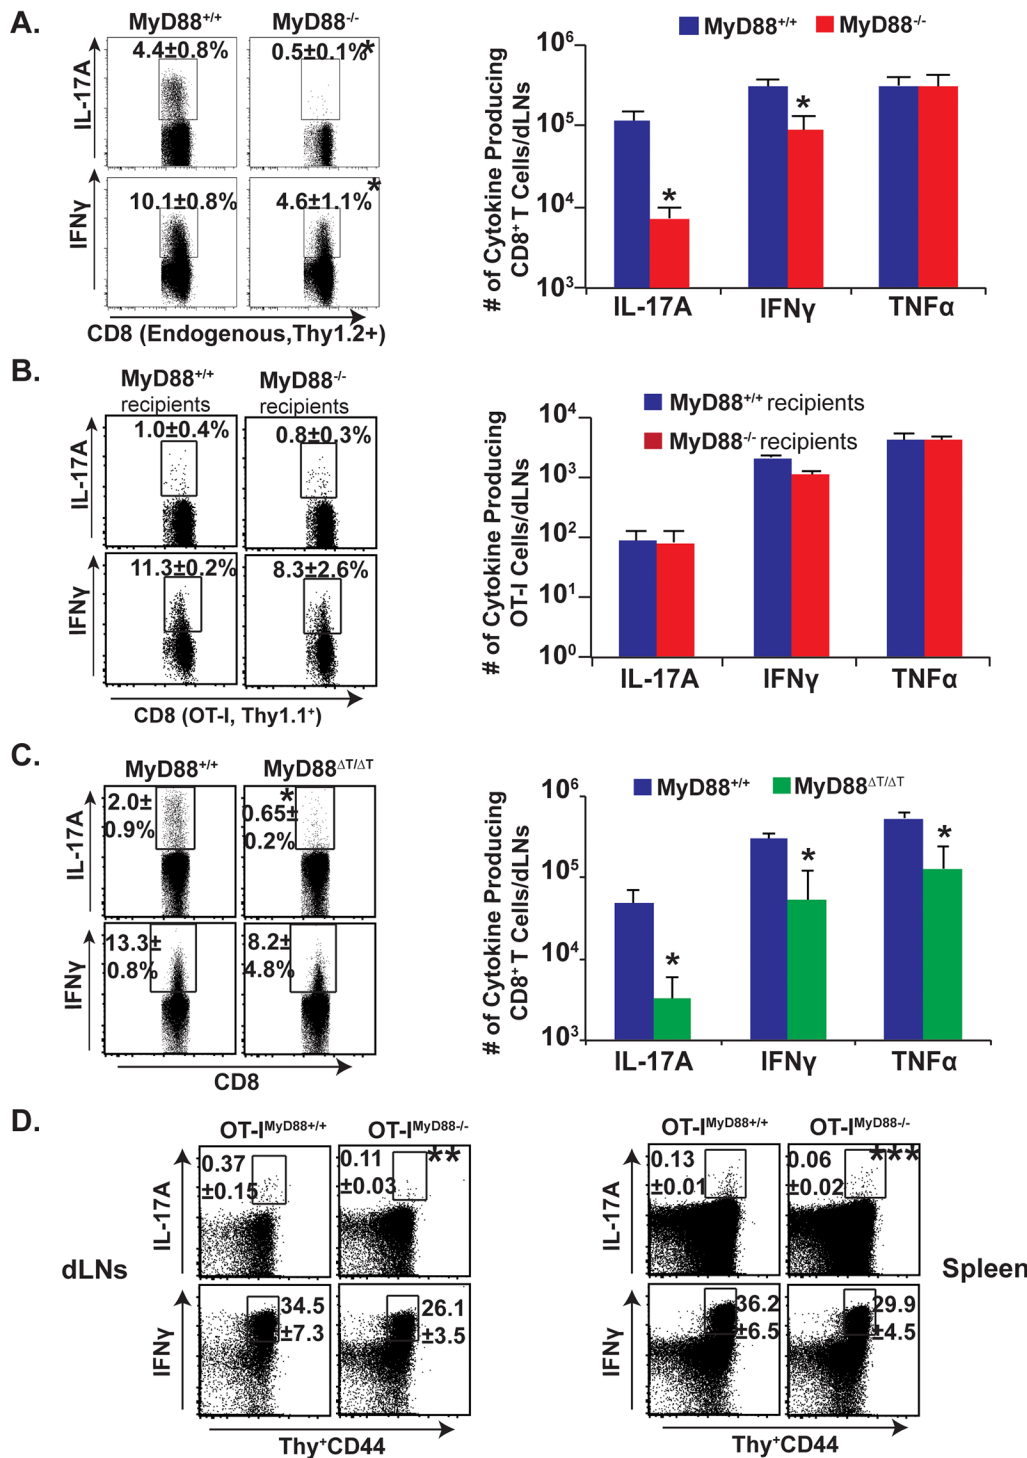 A.
MyD88+/+ MyD88-/-
4.4±0.8% 0.5±0.1%*
IL-17A
10.1±0.8% 4.6±1.1% *
IFNγ
CD8 (Endogenous,Thy1.2+)
MyD88+/+ MyD88-/-
# of Cytokine Producing
CD8+ T Cells/dLNs
10^6
10^5
10^4
10^3
* *
IL-17A IFNγ TNFα
B.
MyD88+/+ MyD88-/-
recipients recipients
1.0±0.4% 0.8±0.3%
IL-17A
11.3±0.2% 8.3±2.6%
IFNγ
CD8 (OT-I, Thy1.1+)
MyD88+/+ recipients
MyD88-/- recipients
# of Cytokine Producing
OT-I Cells/dLNs
10^4
10^3
10^2
10^1
10^0
IL-17A IFNγ TNFα
C.
MyD88+/+ MyD88ΔT/ΔT
2.0± 0.9% * 0.65± 0.2%
IL-17A
13.3± 0.8% 8.2± 4.8%
IFNγ
CD8
MyD88+/+ MyD88ΔT/ΔT
# of Cytokine Producing
CD8+ T Cells/dLNs
10^6
10^5
10^4
10^3
* * *
IL-17A IFNγ TNFα
D.
OT-IMyD88+/+ OT-IMyD88-/-
0.37 ±0.15 0.11 ±0.03 **
IL-17A
dLNs
34.5 ±7.3 26.1 ±3.5
IFNγ
Thy+CD44
OT-IMyD88+/+ OT-IMyD88-/-
0.13 ±0.01 0.06 ±0.02 ***
IL-17A
Spleen
36.2 ±6.5 29.9 ±4.5
IFNγ
Thy+CD44